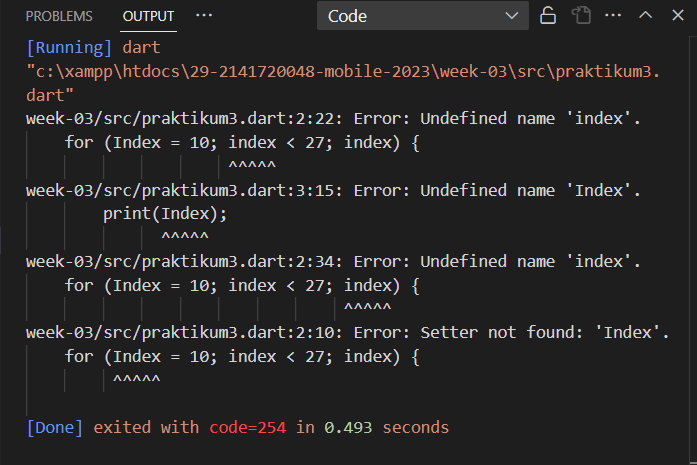 PROBLEMS OUTPUT ··· Code ···
[Running] dart
"c:\xampp\htdocs\29-2141720048-mobile-2023\week-03\src\praktikum3.
dart"
week-03/src/praktikum3.dart:2:22: Error: Undefined name 'index'.
for (Index = 10; index < 27; index) {
^^^^^
week-03/src/praktikum3.dart:3:15: Error: Undefined name 'Index'.
print(Index);
^^^^^
week-03/src/praktikum3.dart:2:34: Error: Undefined name 'index'.
for (Index = 10; index < 27; index) {
^^^^^
week-03/src/praktikum3.dart:2:10: Error: Setter not found: 'Index'.
for (Index = 10; index < 27; index) {
^^^^^
[Done] exited with code=254 in 0.493 seconds